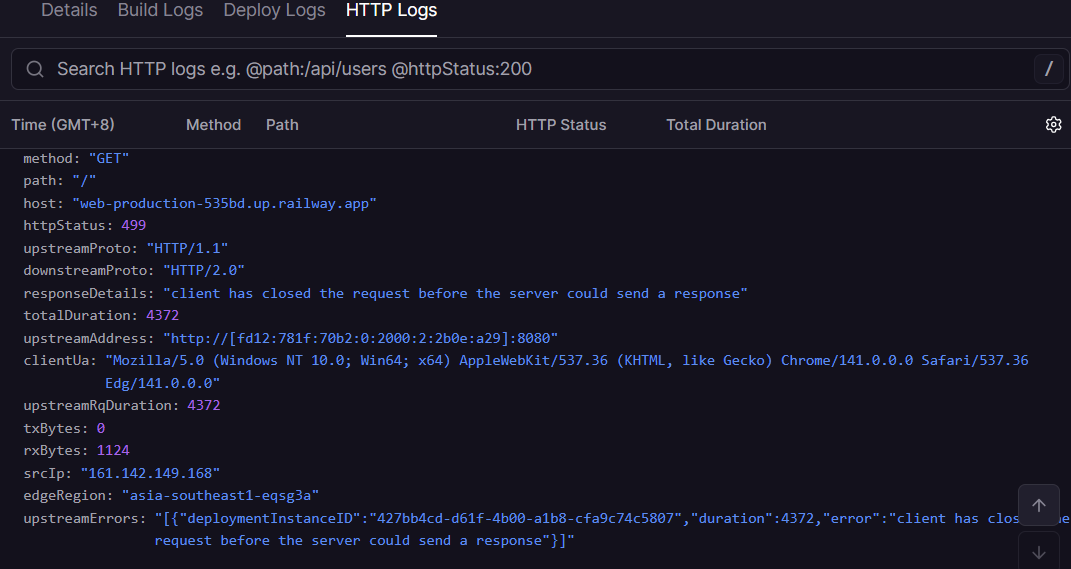 Details Build Logs Deploy Logs HTTP Logs
Search HTTP logs e.g. @path:/api/users @httpStatus:200 /
Time (GMT+8) Method Path HTTP Status Total Duration
method: "GET"
path: "/"
host: "web-production-535bd.up.railway.app"
httpStatus: 499
upstreamProto: "HTTP/1.1"
downstreamProto: "HTTP/2.0"
responseDetails: "client has closed the request before the server could send a response"
totalDuration: 4372
upstreamAddress: "http://[fd12:781f:70b2:0:2000:2:2b0e:a29]:8080"
clientUa: "Mozilla/5.0 (Windows NT 10.0; Win64; x64) AppleWebKit/537.36 (KHTML, like Gecko) Chrome/141.0.0.0 Safari/537.36
Edg/141.0.0.0"
upstreamRqDuration: 4372
txBytes: 0
rxBytes: 1124
srcIp: "161.142.149.168"
edgeRegion: "asia-southeast1-eqsg3a"
upstreamErrors: "[{"deploymentInstanceID":"427bb4cd-d61f-4b00-a1b8-cfa9c74c5807","duration":4372,"error":"client has clos
request before the server could send a response"}]"